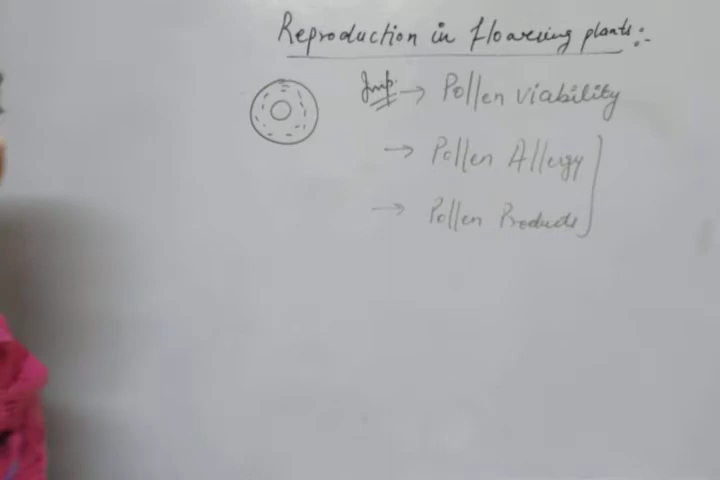 Reproduction in flowering plants:-
Imp. → Pollen viability
→ Pollen Allergy
→ Pollen Products